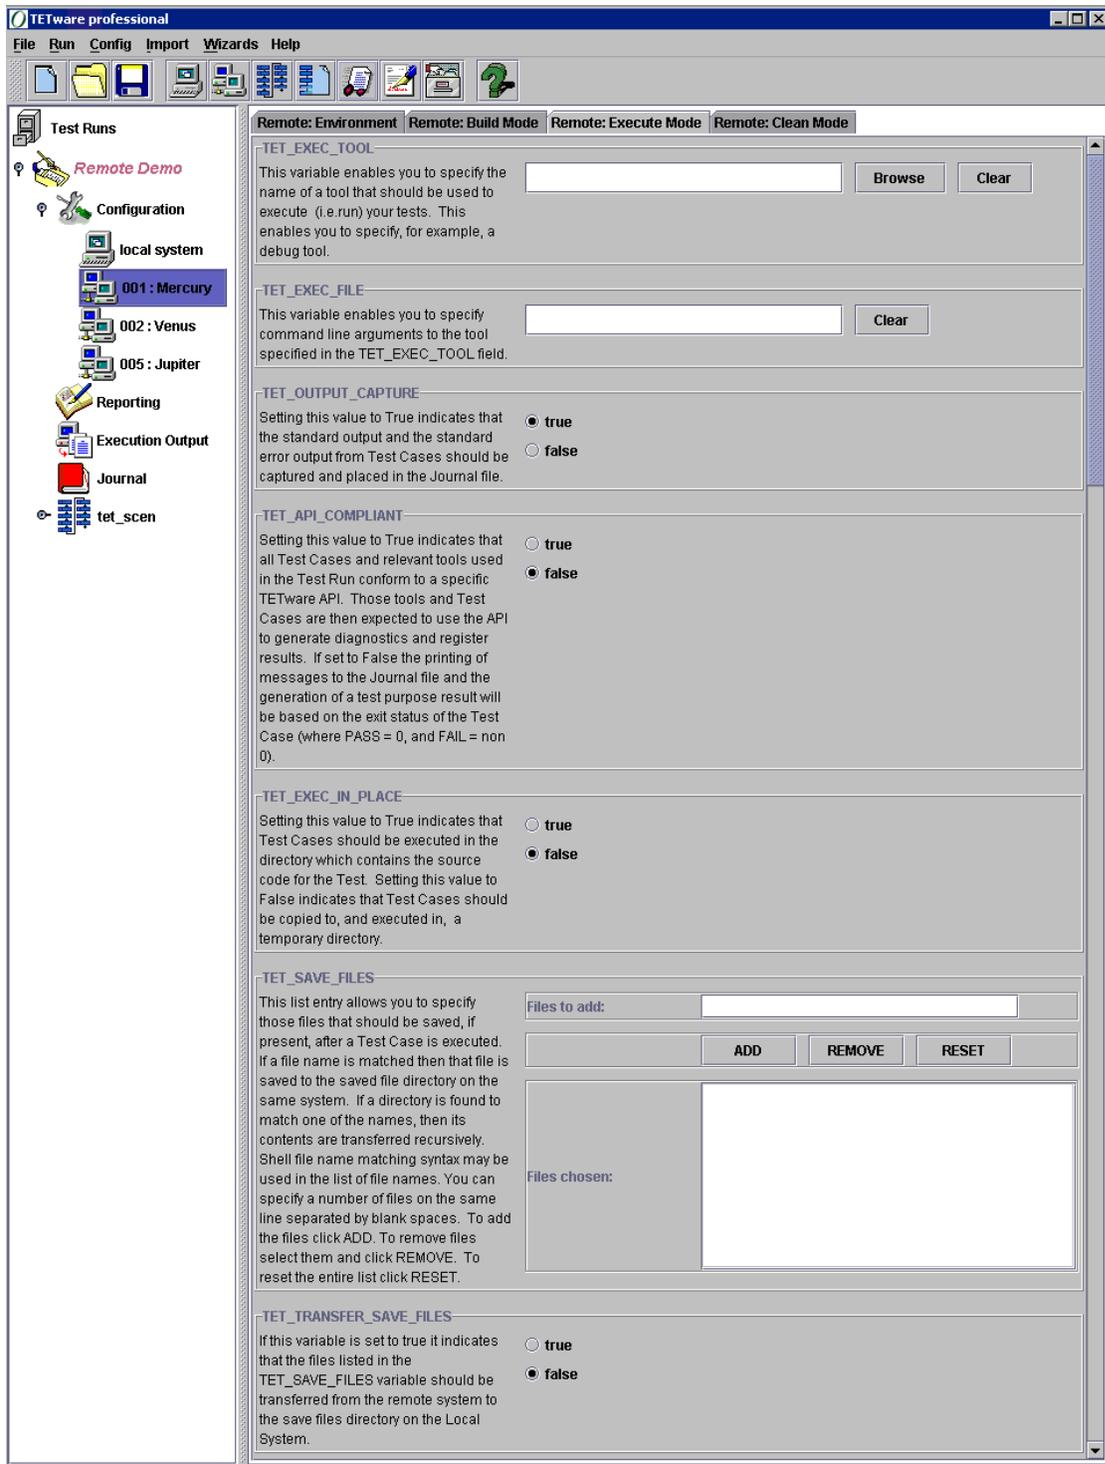 TETware professional
File Run Config Import Wizards Help
Test Runs
Remote Demo
Configuration
local system
001 : Mercury
002 : Venus
005 : Jupiter
Reporting
Execution Output
Journal
tet_scen
Remote: Environment Remote: Build Mode Remote: Execute Mode Remote: Clean Mode
TET_EXEC_TOOL
This variable enables you to specify the
name of a tool that should be used to
execute (i.e.run) your tests. This
enables you to specify, for example, a
debug tool.
Browse Clear
TET_EXEC_FILE
This variable enables you to specify
command line arguments to the tool
specified in the TET_EXEC_TOOL field.
Clear
TET_OUTPUT_CAPTURE
Setting this value to True indicates that
the standard output and the standard
error output from Test Cases should be
captured and placed in the Journal file.
true
false
TET_API_COMPLIANT
Setting this value to True indicates that
all Test Cases and relevant tools used
in the Test Run conform to a specific
TETware API. Those tools and Test
Cases are then expected to use the API
to generate diagnostics and register
results. If set to False the printing of
messages to the Journal file and the
generation of a test purpose result will
be based on the exit status of the Test
Case (where PASS = 0, and FAIL = non
0).
true
false
TET_EXEC_IN_PLACE
Setting this value to True indicates that
Test Cases should be executed in the
directory which contains the source
code for the Test. Setting this value to
False indicates that Test Cases should
be copied to, and executed in, a
temporary directory.
true
false
TET_SAVE_FILES
This list entry allows you to specify
those files that should be saved, if
present, after a Test Case is executed.
If a file name is matched then that file is
saved to the saved file directory on the
same system. If a directory is found to
match one of the names, then its
contents are transferred recursively.
Shell file name matching syntax may be
used in the list of file names. You can
specify a number of files on the same
line separated by blank spaces. To add
the files click ADD. To remove files
select them and click REMOVE. To
reset the entire list click RESET.
Files to add:
ADD REMOVE RESET
Files chosen:
TET_TRANSFER_SAVE_FILES
If this variable is set to true it indicates
that the files listed in the
TET_SAVE_FILES variable should be
transferred from the remote system to
the save files directory on the Local
System.
true
false